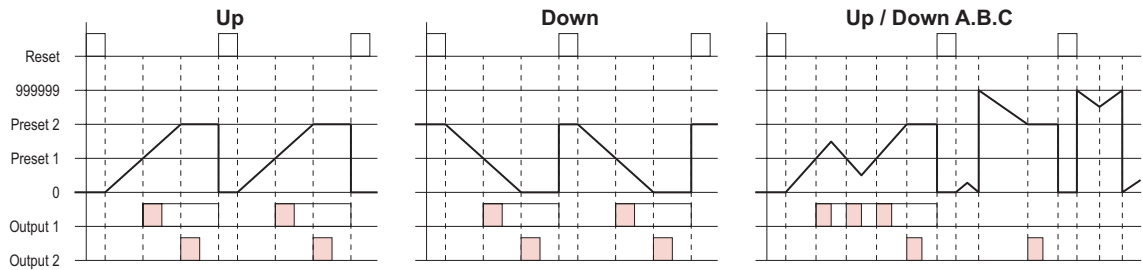 Up
Down
Up / Down A.B.C
Reset
999999
Preset 2
Preset 1
0
Output 1
Output 2